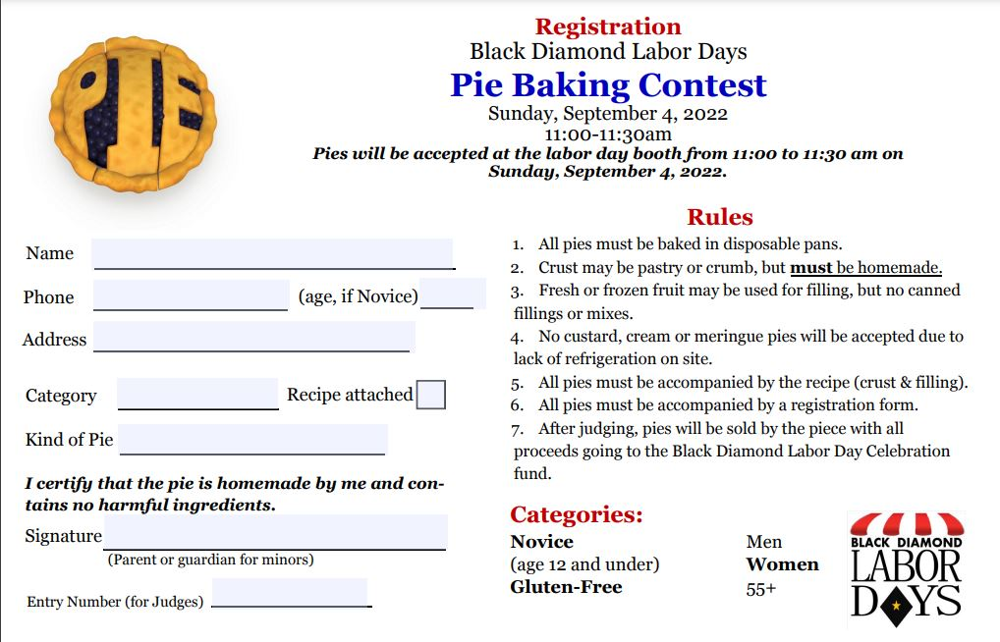 PIE
Registration
Black Diamond Labor Days
Pie Baking Contest
Sunday, September 4, 2022
11:00-11:30am
Pies will be accepted at the labor day booth from 11:00 to 11:30 am on
Sunday, September 4, 2022.
Name
Phone
(age, if Novice)
Address
Category
Recipe attached
Kind of Pie
I certify that the pie is homemade by me and con-
tains no harmful ingredients.
Signature
(Parent or guardian for minors)
Entry Number (for Judges)
Rules
1. All pies must be baked in disposable pans.
2. Crust may be pastry or crumb, but must be homemade.
3. Fresh or frozen fruit may be used for filling, but no canned
fillings or mixes.
4. No custard, cream or meringue pies will be accepted due to
lack of refrigeration on site.
5. All pies must be accompanied by the recipe (crust & filling).
6. All pies must be accompanied by a registration form.
7. After judging, pies will be sold by the piece with all
proceeds going to the Black Diamond Labor Day Celebration
fund.
Categories:
Novice
(age 12 and under)
Gluten-Free
Men
Women
55+
BLACK DIAMOND
LABOR
DAYS